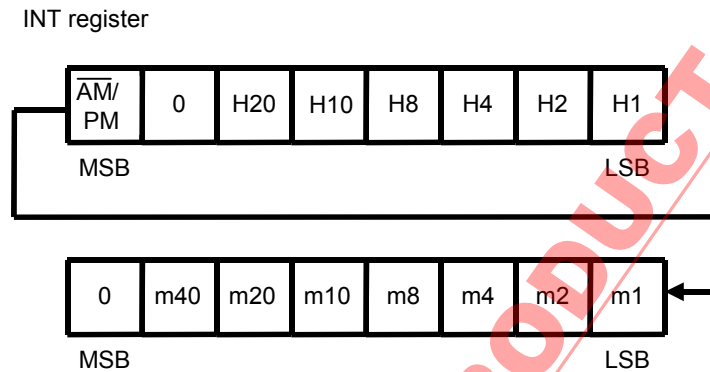 INT register
A̅M̅/ PM 0 H20 H10 H8 H4 H2 H1
MSB LSB
0 m40 m20 m10 m8 m4 m2 m1
MSB LSB
PRODUCT